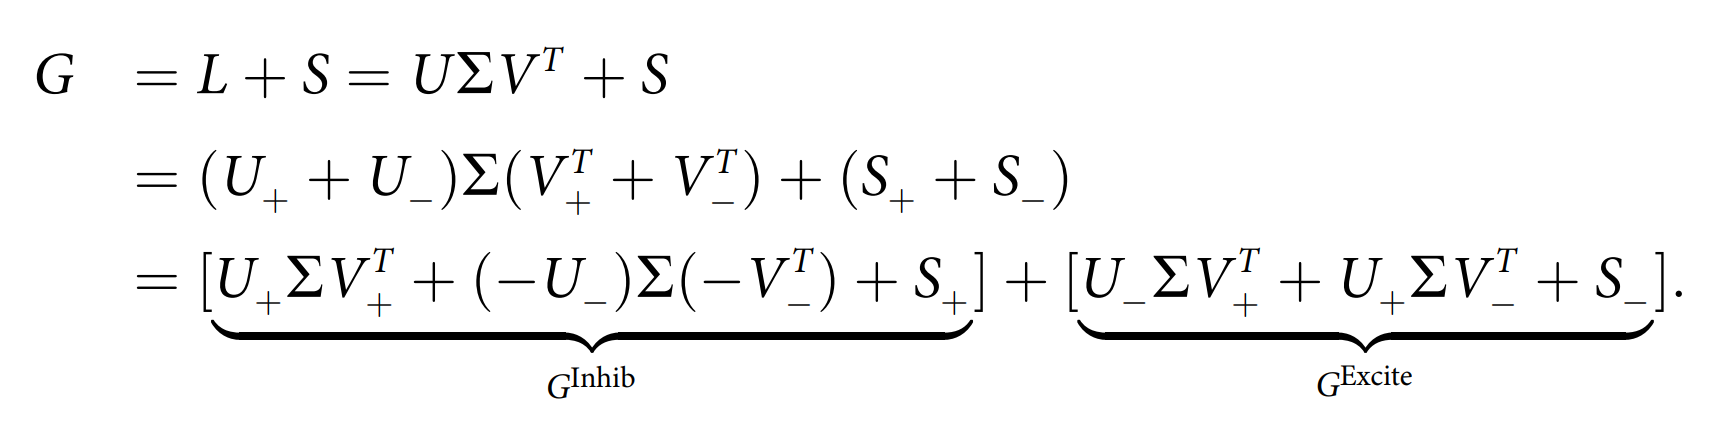 G = L + S = UΣV^T + S
= (U_+ + U_−)Σ(V_+^T + V_−^T) + (S_+ + S_−)
= [U_+ΣV_+^T + (−U_−)Σ(−V_−^T) + S_+] + [U_−ΣV_+^T + U_+ΣV_−^T + S_−].
G^Inhib G^Excite